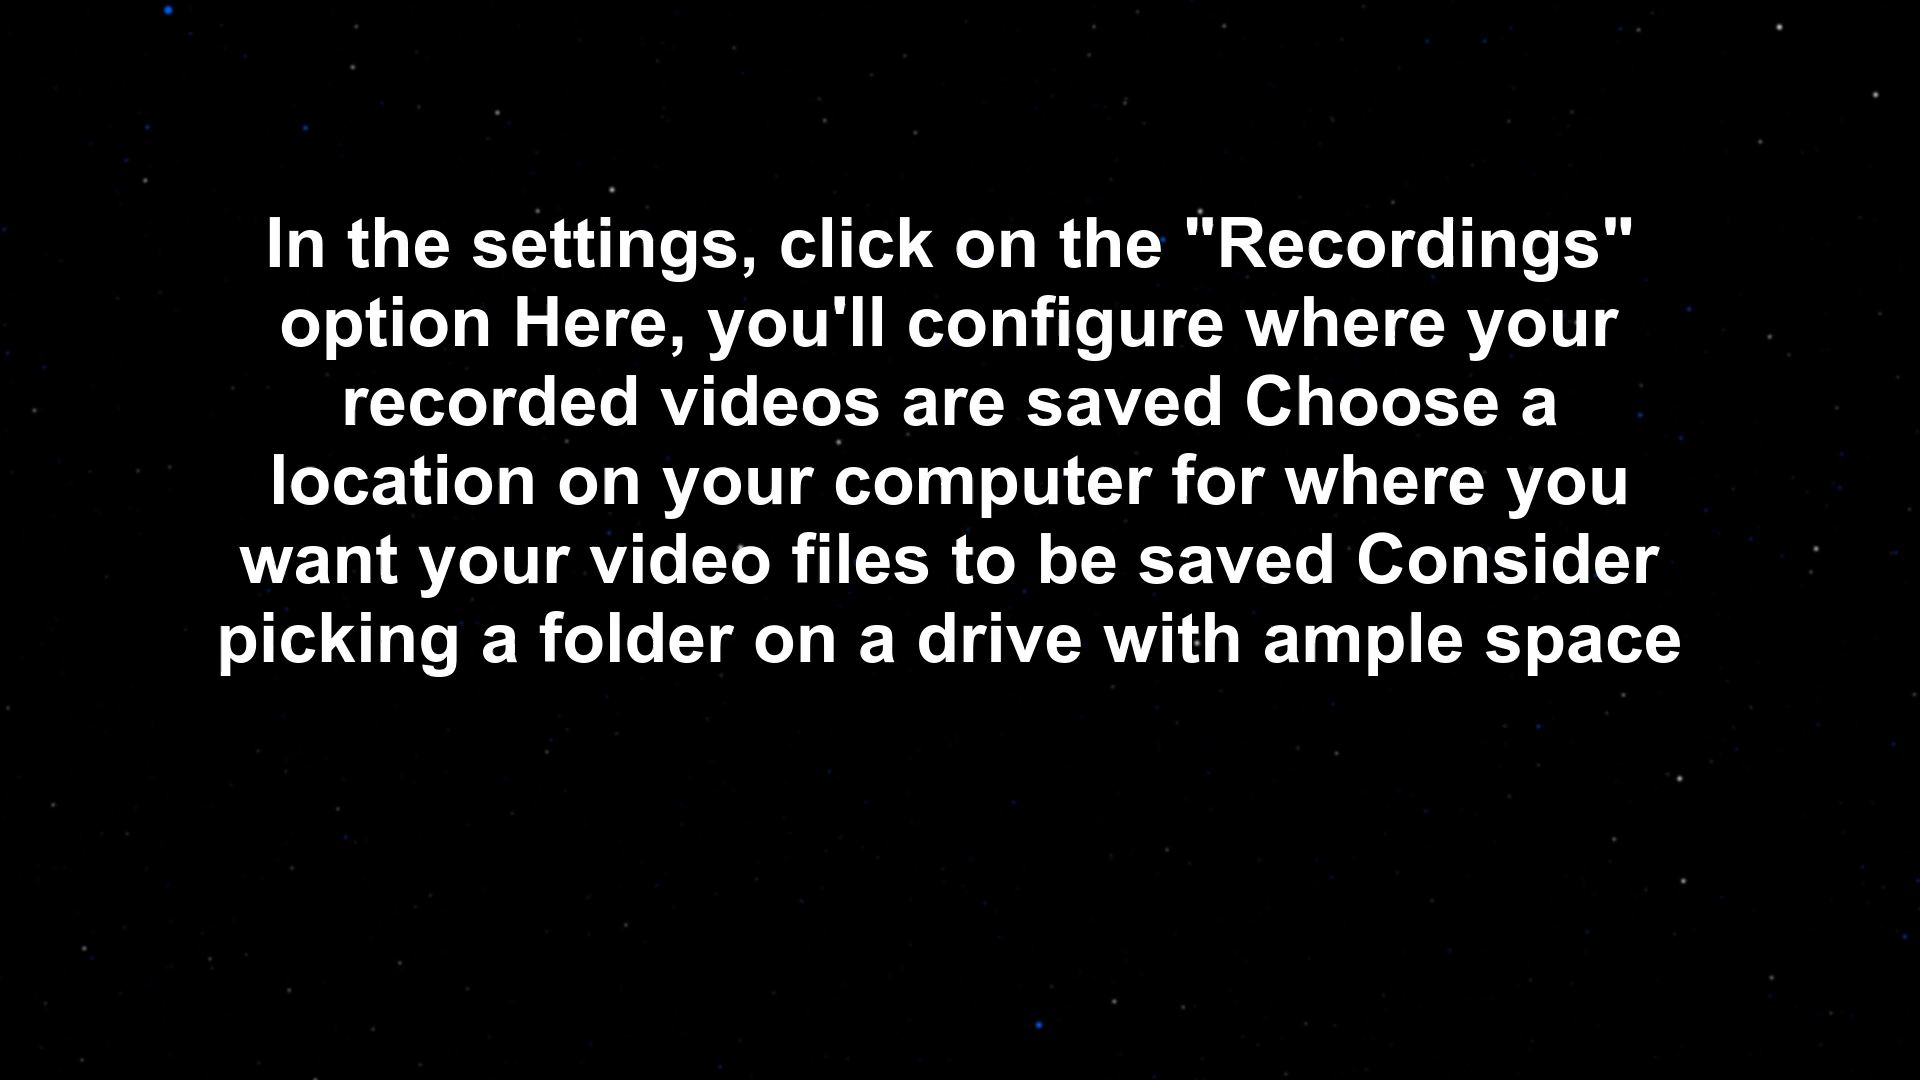 In the settings, click on the "Recordings"
option Here, you'll configure where your
recorded videos are saved Choose a
location on your computer for where you
want your video files to be saved Consider
picking a folder on a drive with ample space